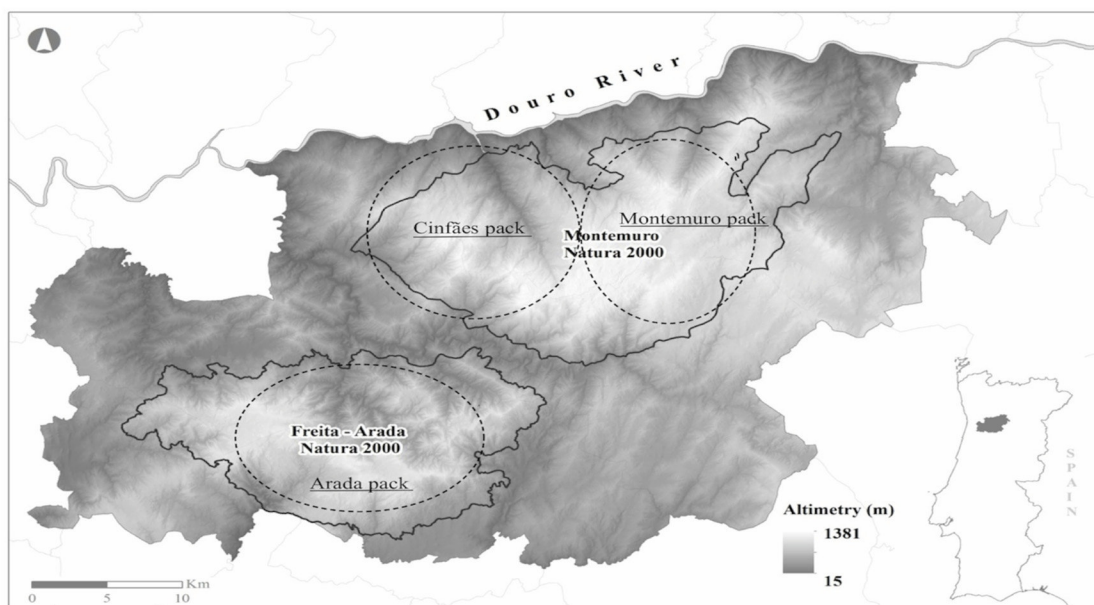 Douro River
Cinfães pack
Montemuro pack
Montemuro
Natura 2000
Freita - Arada
Natura 2000
Arada pack
SPAIN
Altimetry (m)
1381
15
Km
0 5 10